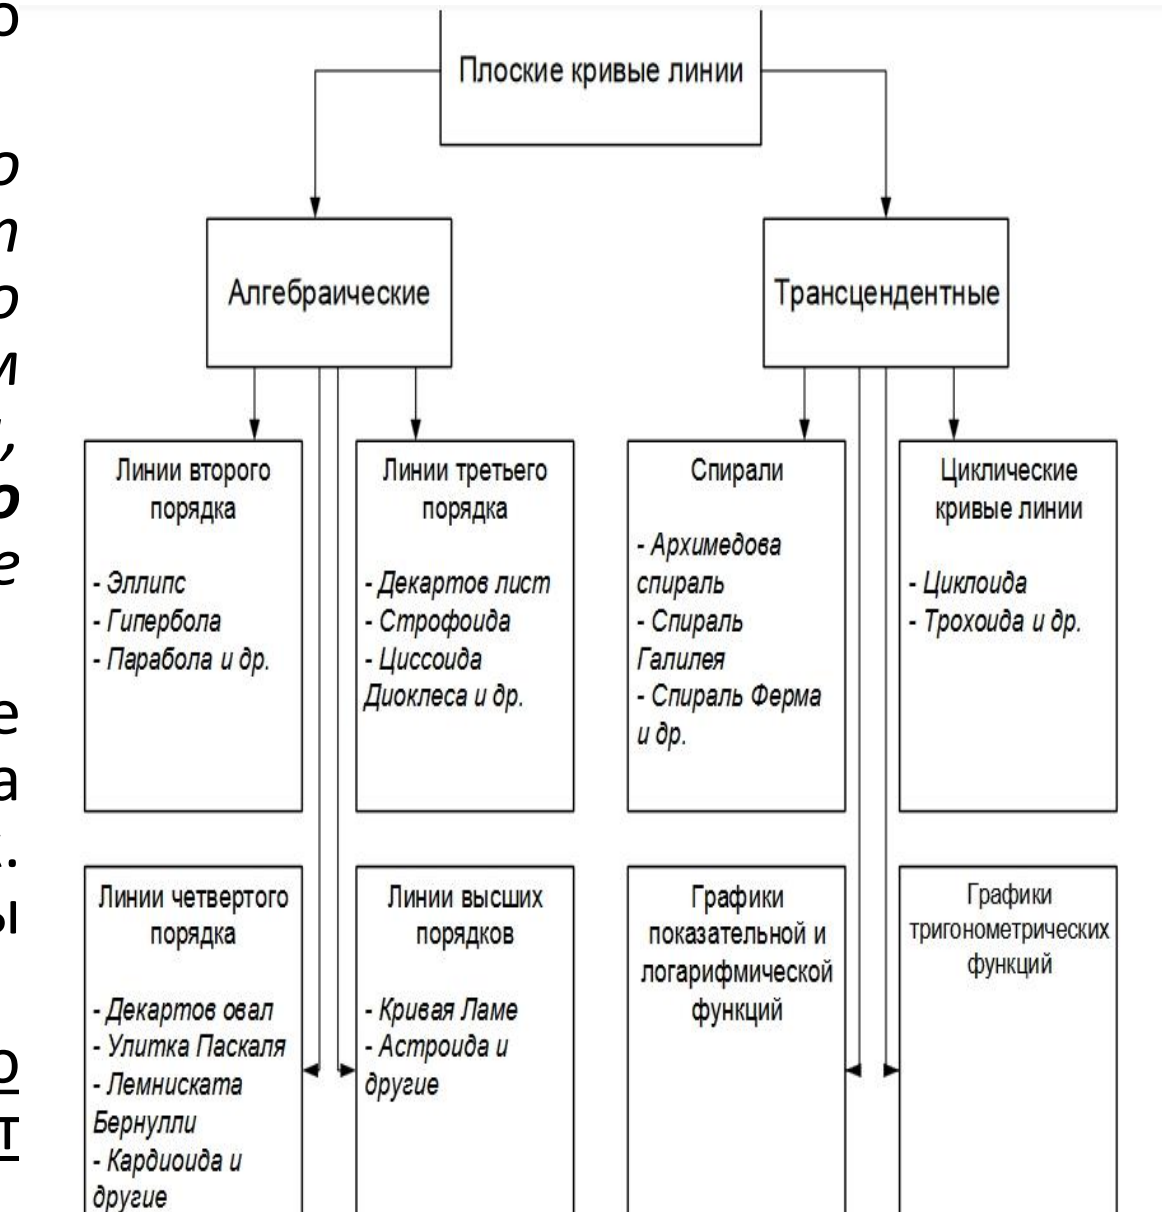 Плоские кривые линии
Алгебраические
Трансцендентные
Линии второго
порядка
- Эллипс
- Гипербола
- Парабола и др.
Линии третьего
порядка
- Декартов лист
- Строфоида
- Циссоида
Диоклеса и др.
Спирали
- Архимедова
спираль
- Спираль
Галилея
- Спираль Ферма
и др.
Циклические
кривые линии
- Циклоида
- Трохоида и др.
Линии четвертого
порядка
- Декартов овал
- Улитка Паскаля
- Лемниската
Бернулли
- Кардиоида и
другие
Линии высших
порядков
- Кривая Ламе
- Астроида и
другие
Графики
показательной и
логарифмической
функций
Графики
тригонометрических
функций